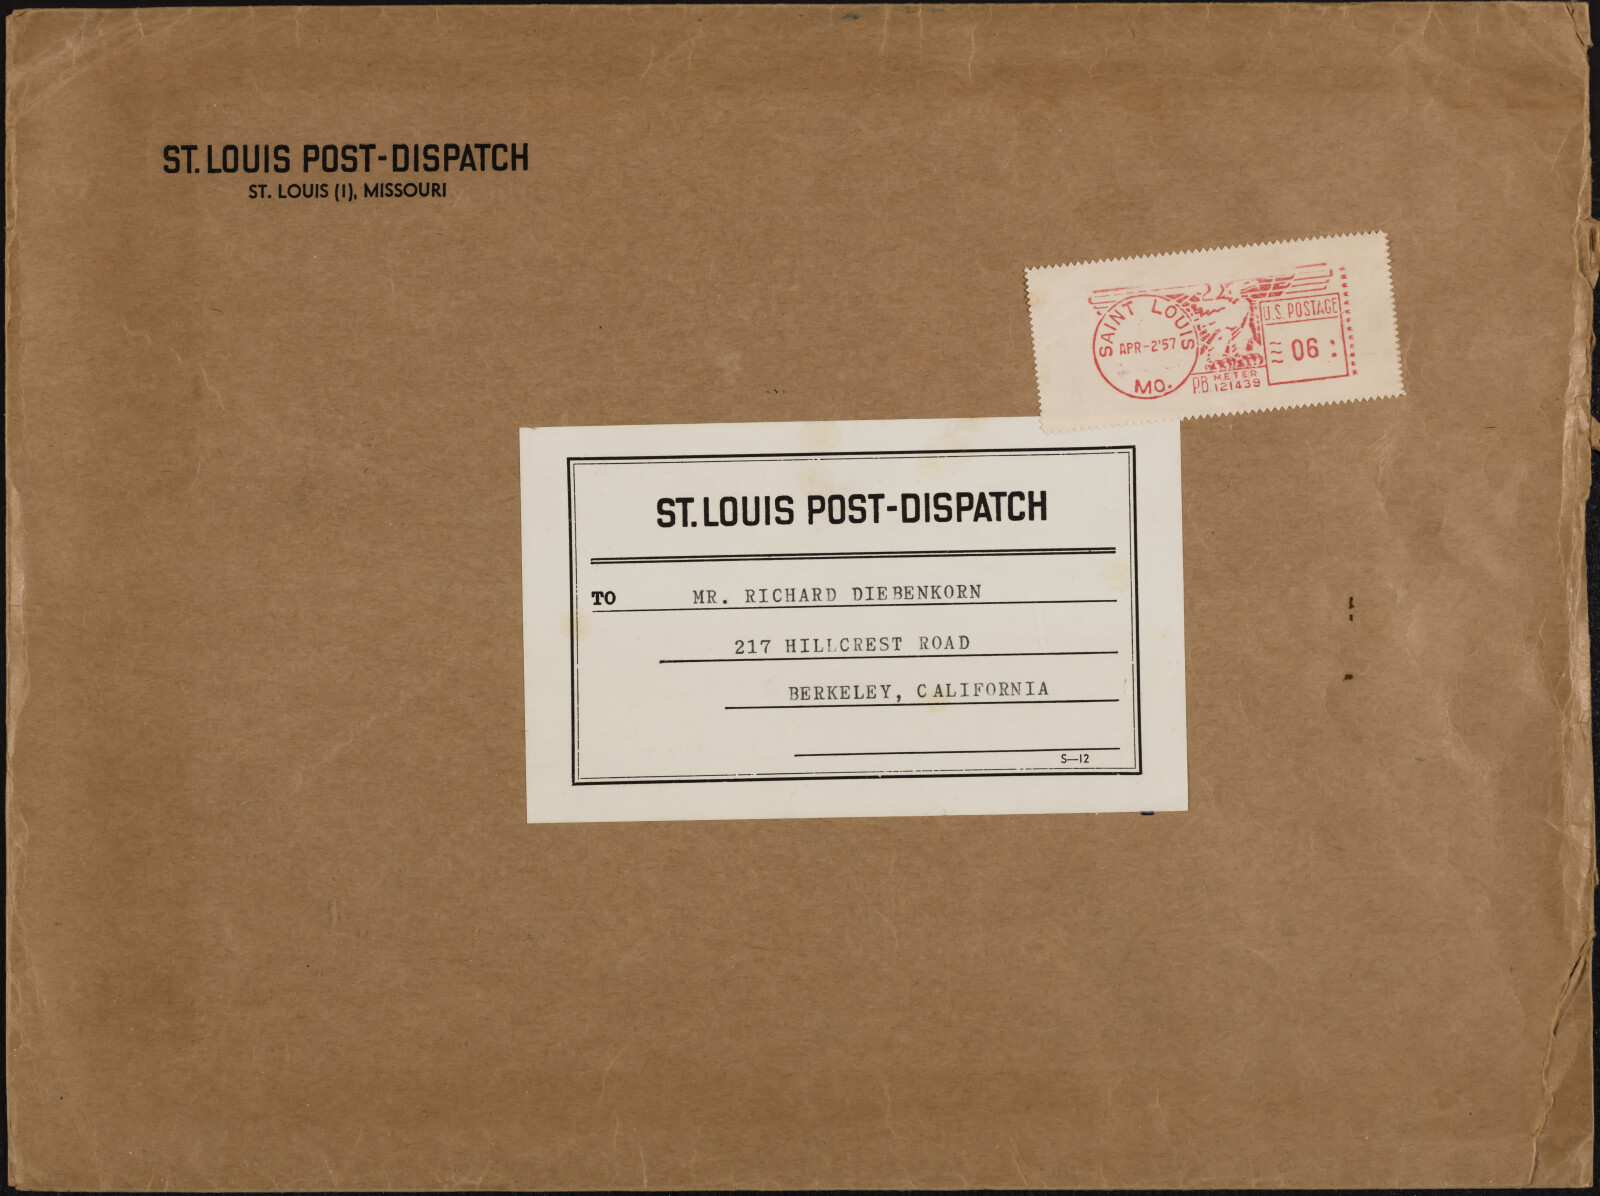 ST. LOUIS POST-DISPATCH
ST. LOUIS (1), MISSOURI
SAINT LOUIS
APR-2'57
MO.
P.B. METER
121439
U.S. POSTAGE
06
ST. LOUIS POST-DISPATCH
TO MR. RICHARD DIEBENKORN
217 HILLCREST ROAD
BERKELEY, CALIFORNIA
S—12